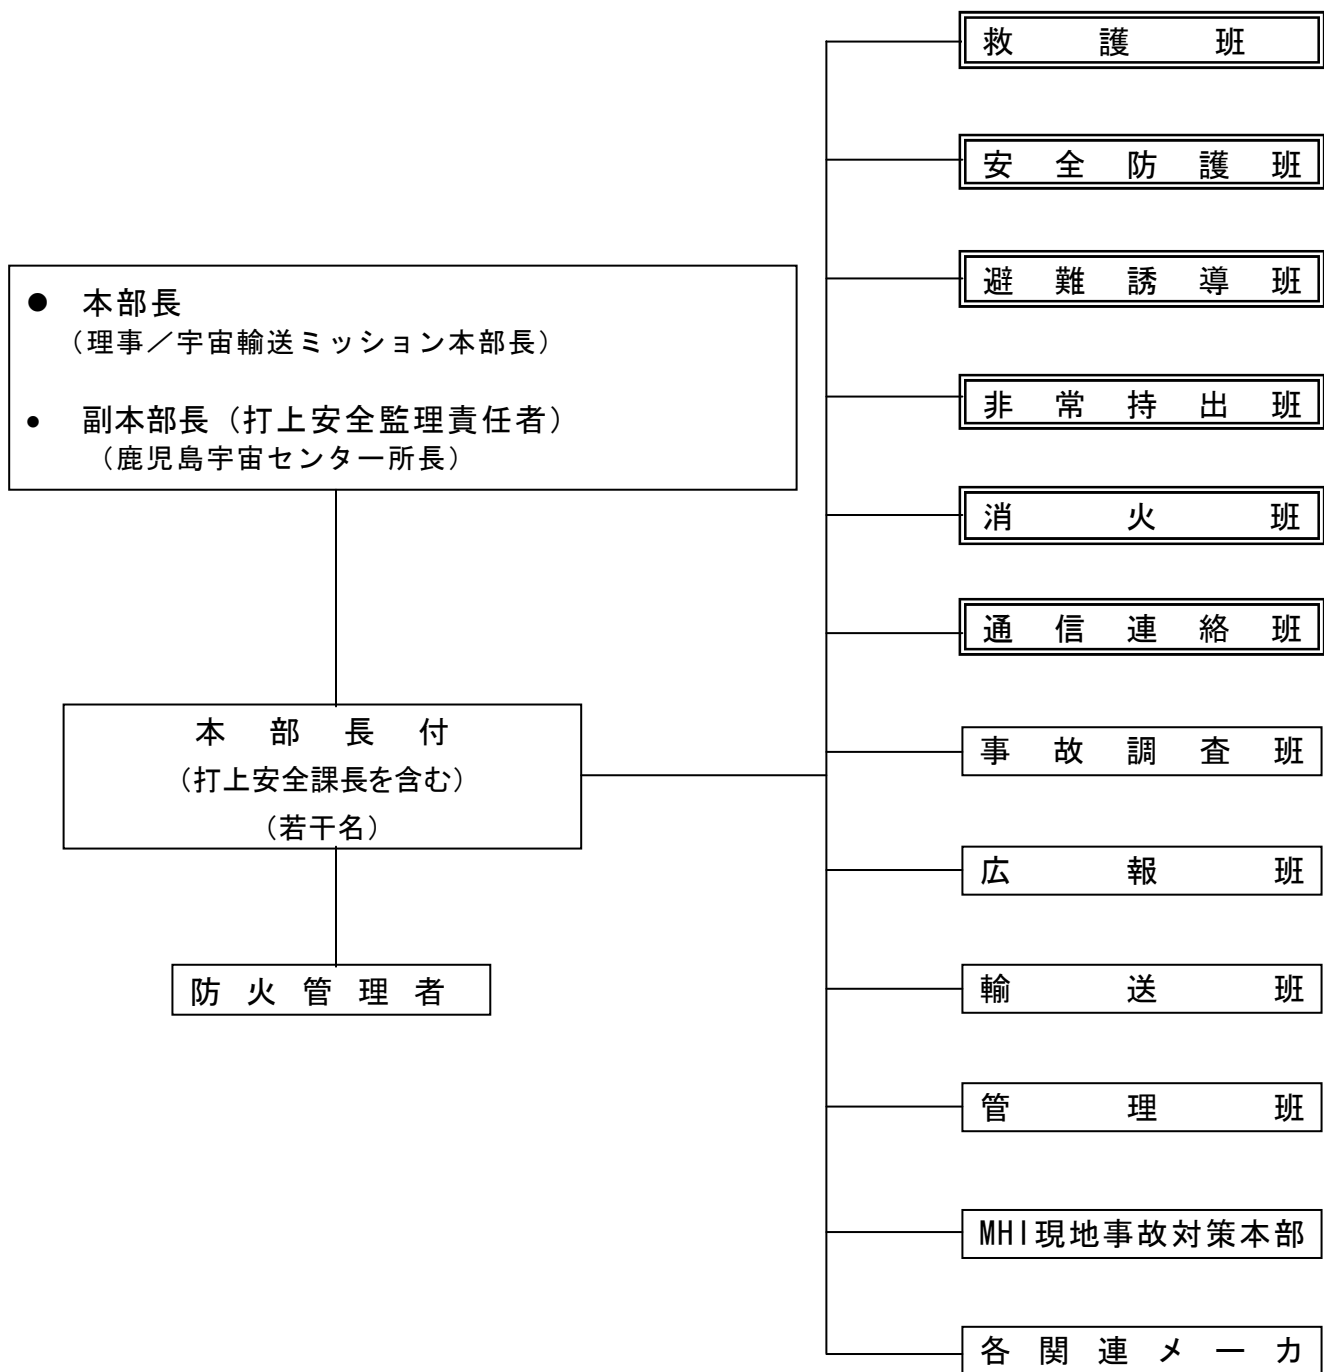 ● 本部長
（理事／宇宙輸送ミッション本部長）
• 副本部長（打上安全監理責任者）
（鹿児島宇宙センター所長）
本部長付
（打上安全課長を含む）
（若干名）
防火管理者
救護班
安全防護班
避難誘導班
非常持出班
消火班
通信連絡班
事故調査班
広報班
輸送班
管理班
MHI現地事故対策本部
各関連メーカ